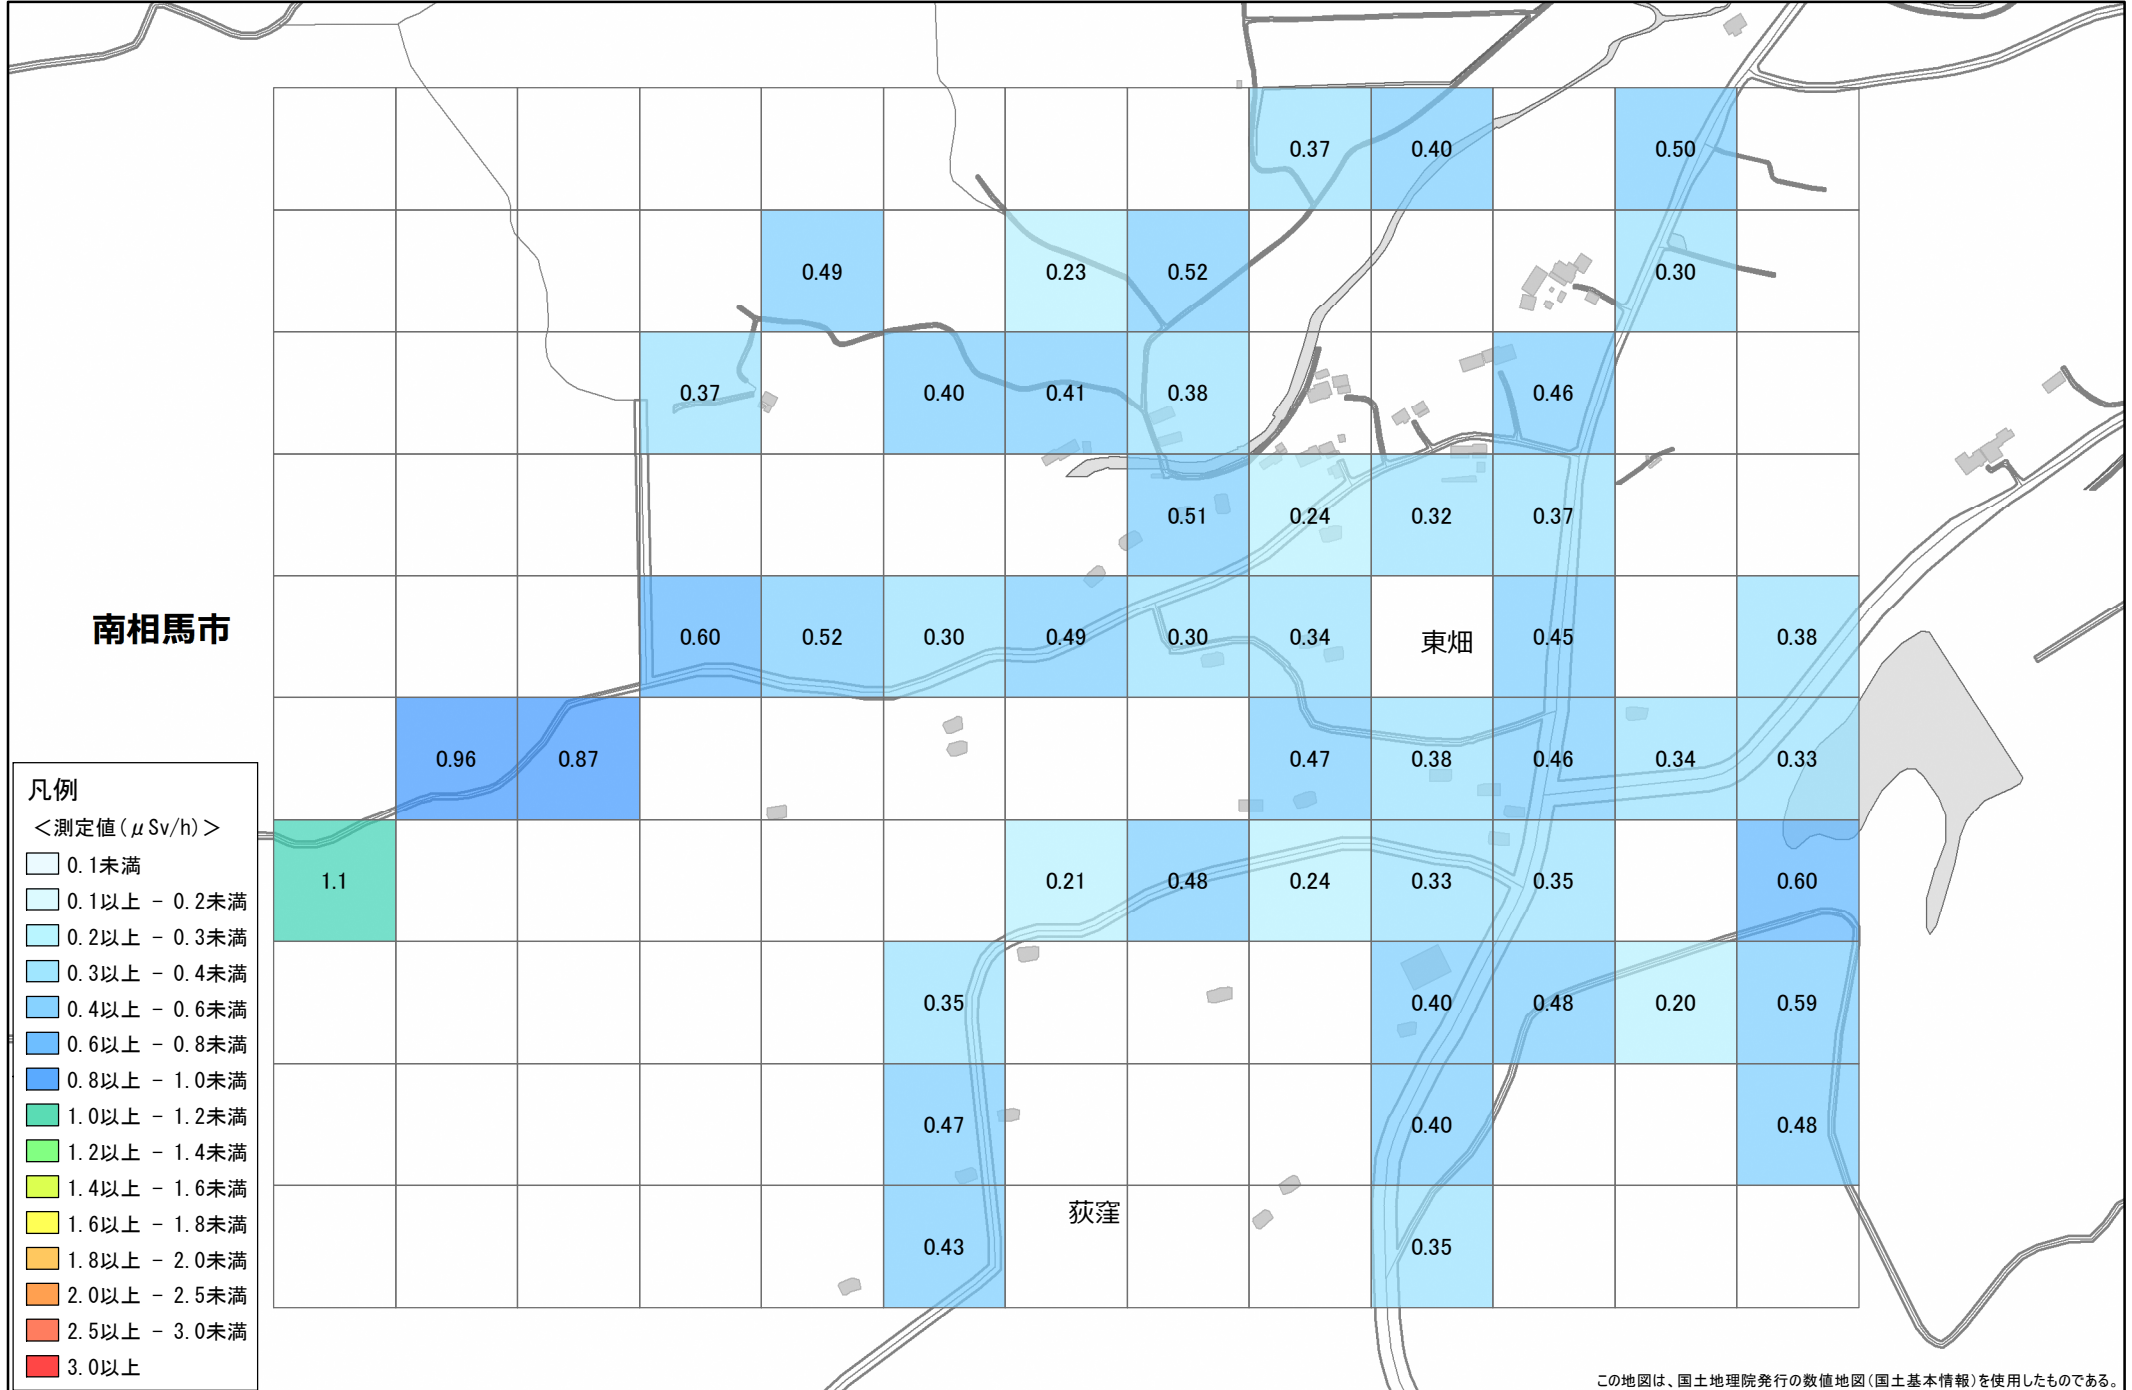 0.37 0.40 0.50
0.49 0.23 0.52 0.30
0.37 0.40 0.41 0.38 0.46
0.51 0.24 0.32 0.37
南相馬市
0.60 0.52 0.30 0.49 0.30 0.34 東畑 0.45 0.38
0.96 0.87 0.47 0.38 0.46 0.34 0.33
1.1 0.21 0.48 0.24 0.33 0.35 0.60
0.35 0.40 0.48 0.20 0.59
0.47 0.40 0.48
荻窪
0.43 0.35
凡例
＜測定値(μSv/h)＞
0.1未満
0.1以上 - 0.2未満
0.2以上 - 0.3未満
0.3以上 - 0.4未満
0.4以上 - 0.6未満
0.6以上 - 0.8未満
0.8以上 - 1.0未満
1.0以上 - 1.2未満
1.2以上 - 1.4未満
1.4以上 - 1.6未満
1.6以上 - 1.8未満
1.8以上 - 2.0未満
2.0以上 - 2.5未満
2.5以上 - 3.0未満
3.0以上
この地図は、国土地理院発行の数値地図(国土基本情報)を使用したものである。